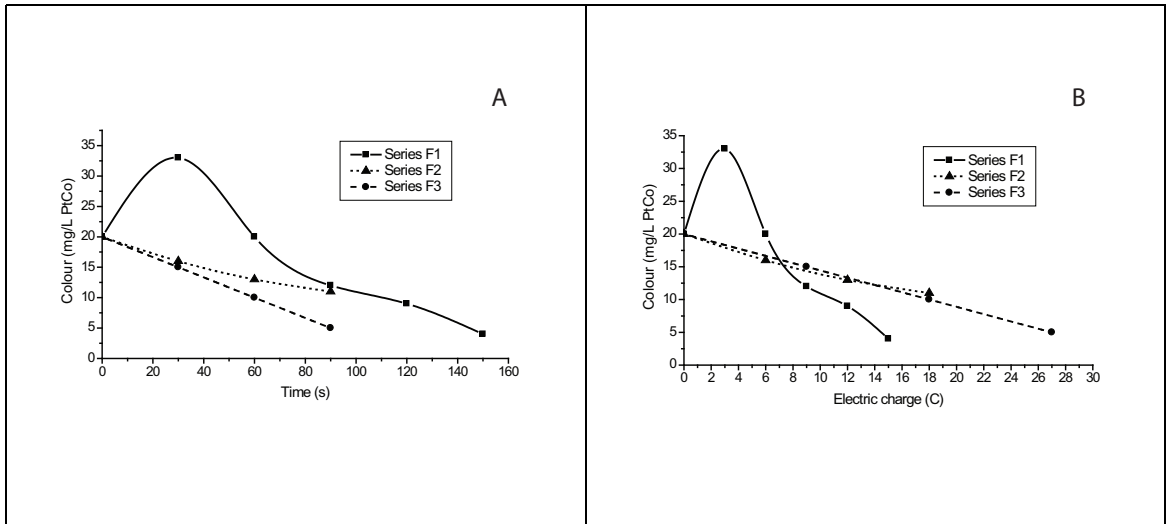 A
Colour (mg/L PtCo)
35
30
25
20
15
10
5
0
Series F1
Series F2
Series F3
0 20 40 60 80 100 120 140 160
Time (s)
B
Colour (mg/L PtCo)
35
30
25
20
15
10
5
0
Series F1
Series F2
Series F3
0 2 4 6 8 10 12 14 16 18 20 22 24 26 28 30
Electric charge (C)